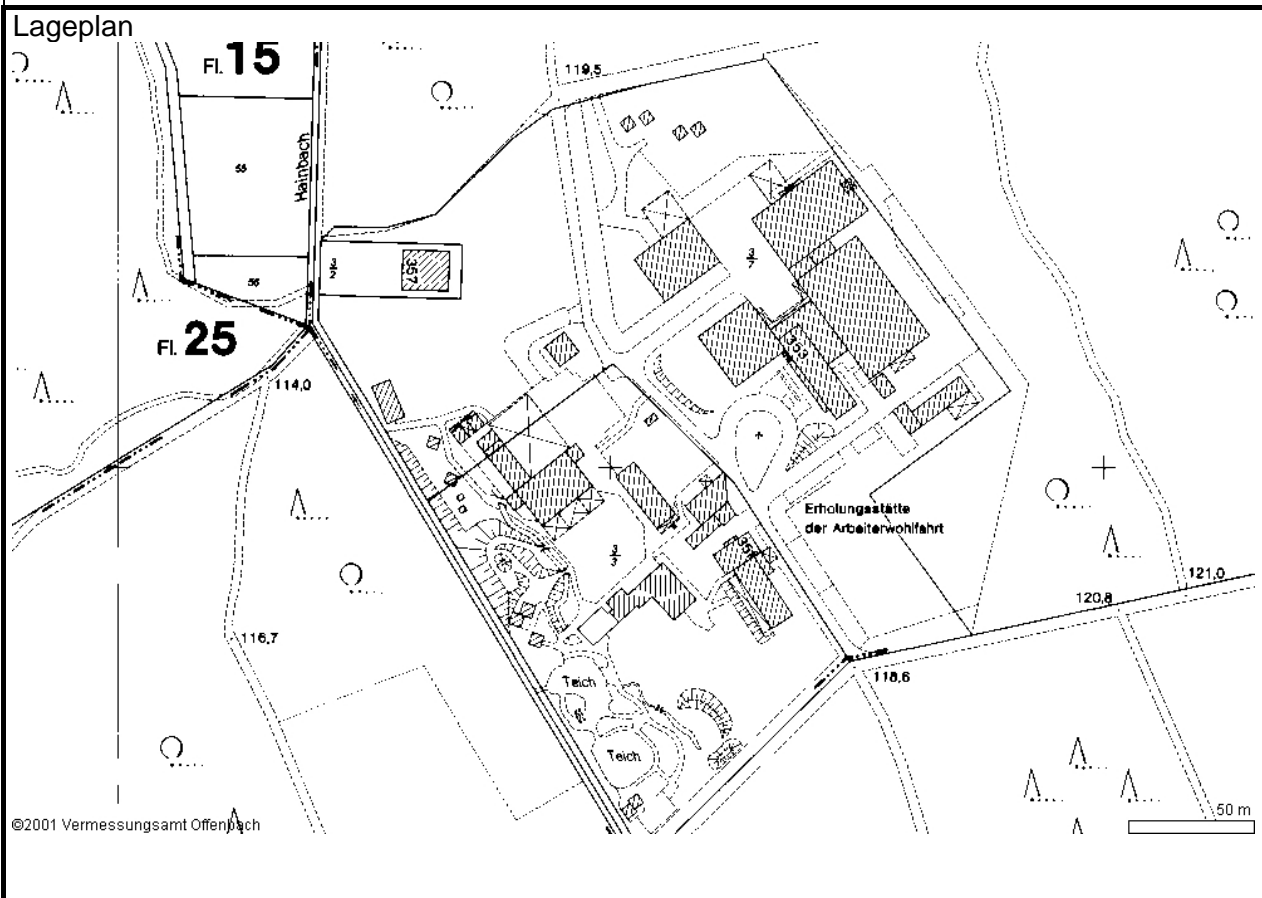 Lageplan
Fl. 15
119,5
55
Hainbach
3/2
357
56
3/7
Fl. 25
353
114,0
Erholungsstätte
der Arbeiterwohlfahrt
3/3
121,0
120,8
116,7
118,6
Teich
Teich
©2001 Vermessungsamt Offenbach
50 m